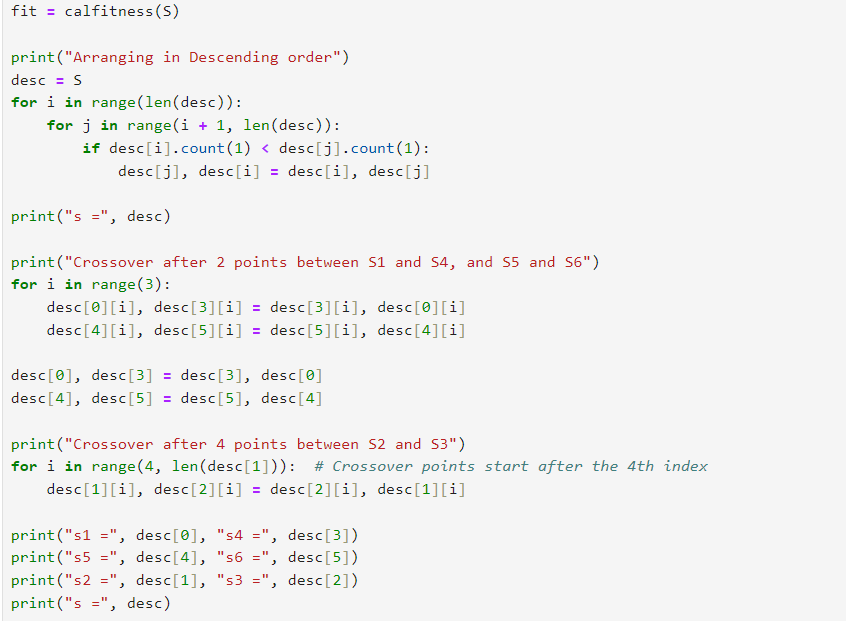 fit = calfitness(S)
print("Arranging in Descending order")
desc = S
for i in range(len(desc)):
    for j in range(i + 1, len(desc)):
        if desc[i].count(1) < desc[j].count(1):
            desc[j], desc[i] = desc[i], desc[j]
print("s =", desc)
print("Crossover after 2 points between S1 and S4, and S5 and S6")
for i in range(3):
    desc[0][i], desc[3][i] = desc[3][i], desc[0][i]
    desc[4][i], desc[5][i] = desc[5][i], desc[4][i]
desc[0], desc[3] = desc[3], desc[0]
desc[4], desc[5] = desc[5], desc[4]
print("Crossover after 4 points between S2 and S3")
for i in range(4, len(desc[1])):  # Crossover points start after the 4th index
    desc[1][i], desc[2][i] = desc[2][i], desc[1][i]
print("s1 =", desc[0], "s4 =", desc[3])
print("s5 =", desc[4], "s6 =", desc[5])
print("s2 =", desc[1], "s3 =", desc[2])
print("s =", desc)